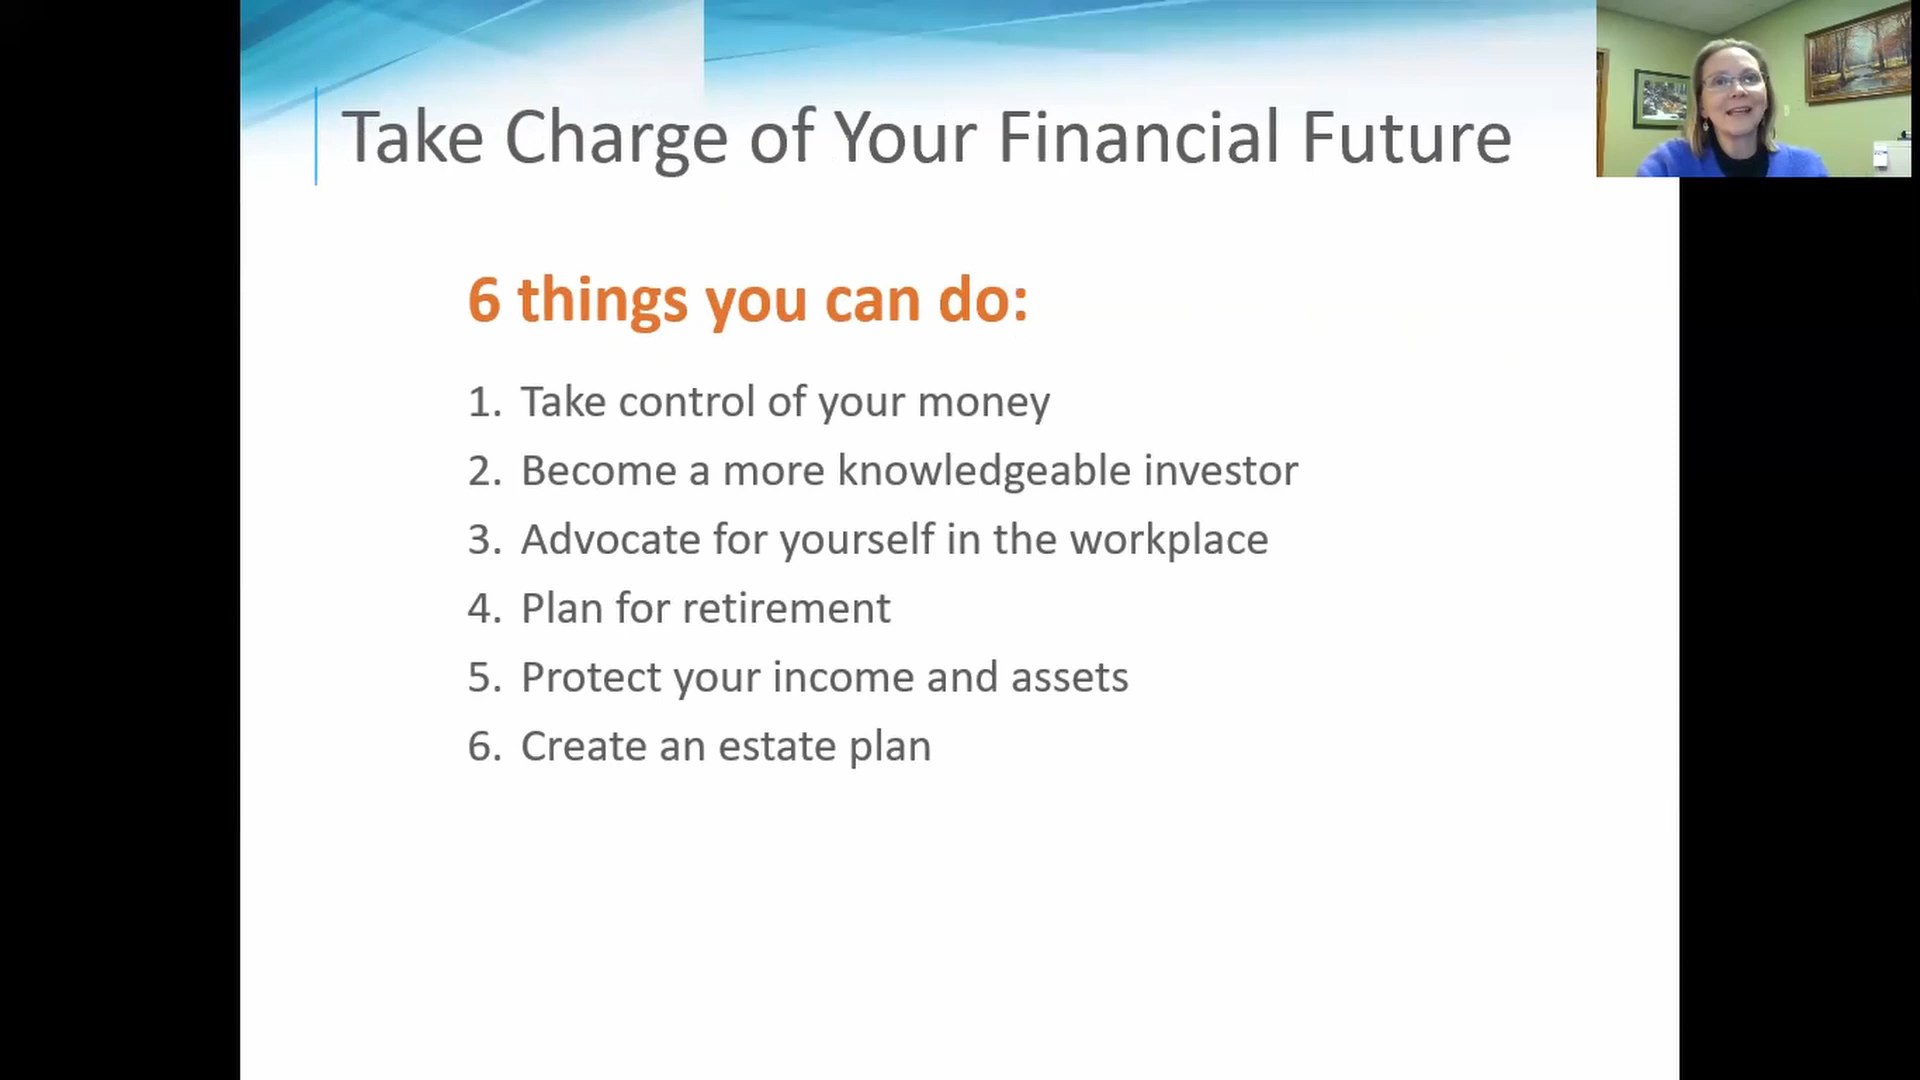 Take Charge of Your Financial Future
6 things you can do:
1. Take control of your money
2. Become a more knowledgeable investor
3. Advocate for yourself in the workplace
4. Plan for retirement
5. Protect your income and assets
6. Create an estate plan